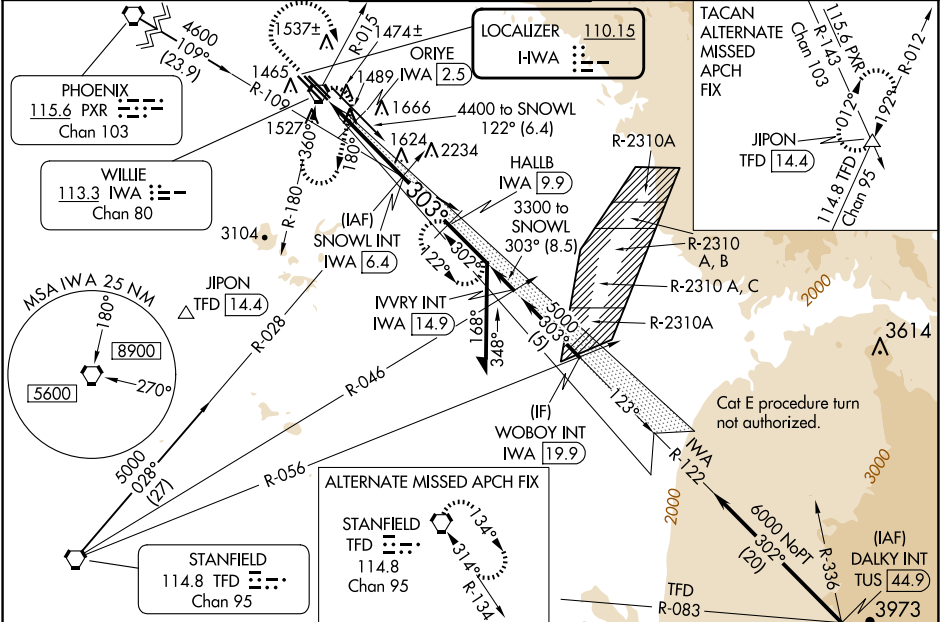 4600
109°
(23.9)
PHOENIX
115.6 PXR
Chan 103
R-109
1537±
R-015
1474±
1465
1489
1527
ORIYE
IWA 2.5
1666
LOCALIZER 110.15
I-IWA
4400 to SNOWL
122° (6.4)
1624
2234
360°
180°
R-180
WILLIE
113.3 IWA
Chan 80
3104
303°
(IAF)
SNOWL INT
IWA 6.4
HALLB
IWA 9.9
3300 to
SNOWL
303° (8.5)
302°
122°
R-2310A
R-2310
A, B
R-2310 A, C
R-2310A
TACAN
ALTERNATE
MISSED
APCH
FIX
115.6 PXR
R-143
Chan 103
R-012
012°
192°
JIPON
TFD 14.4
114.8 TFD
Chan 95
MSA IWA 25 NM
180°
8900
5600
270°
JIPON
TFD 14.4
R-028
IVVRY INT
IWA 14.9
168°
348°
5000
303°
(5)
R-046
R-056
(IF)
WOBOY INT
IWA 19.9
123°
IWA
R-122
2000
3614
Cat E procedure turn
not authorized.
2000
3000
5000
028°
(27)
STANFIELD
114.8 TFD
Chan 95
ALTERNATE MISSED APCH FIX
STANFIELD
TFD
114.8
Chan 95
134°
314°
R-134
6000 NoPT
302°
(20)
R-336
(IAF)
DALKY INT
TUS 44.9
TFD
R-083
3973